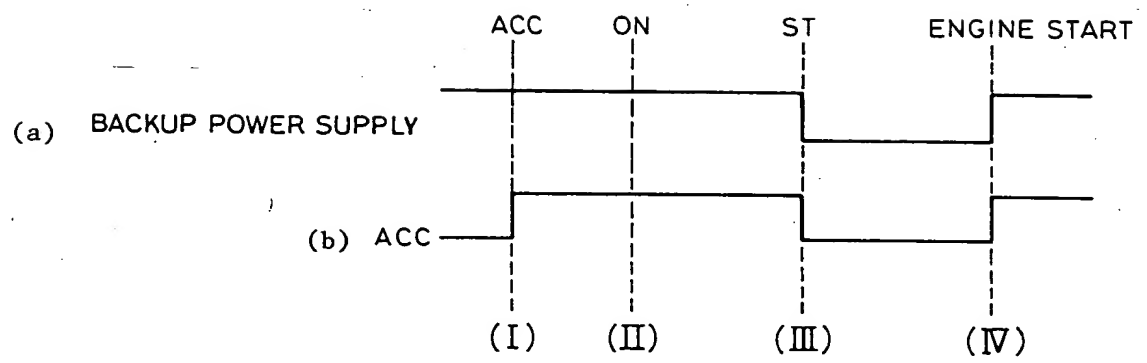 ACC ON ST ENGINE START
(a) BACKUP POWER SUPPLY
(b) ACC
(I) (II) (III) (IV)